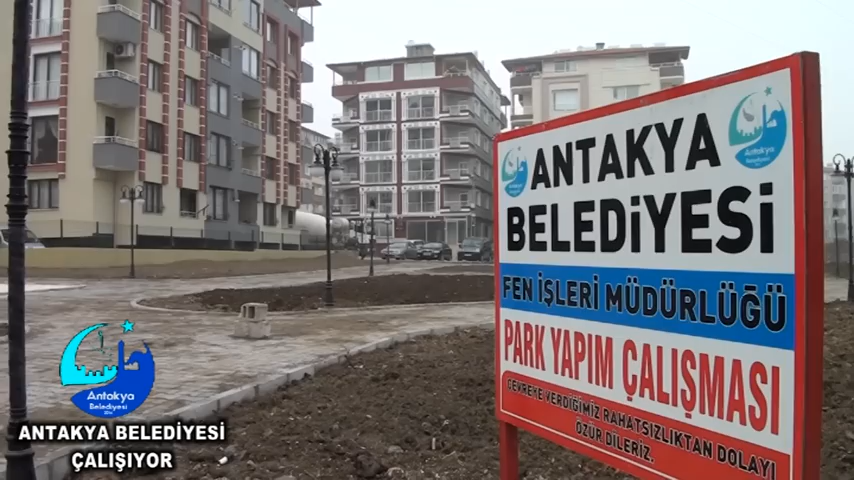 ANTAKYA
BELEDİYESİ
FEN İŞLERİ MÜDÜRLÜĞÜ
PARK YAPIM ÇALIŞMASI
ÇEVREYE VERDİĞİMİZ RAHATSIZLIKTAN DOLAYI
ÖZÜR DİLERİZ.
Antakya
Antakya
Belediyesi
ANTAKYA BELEDİYESİ
ÇALIŞIYOR